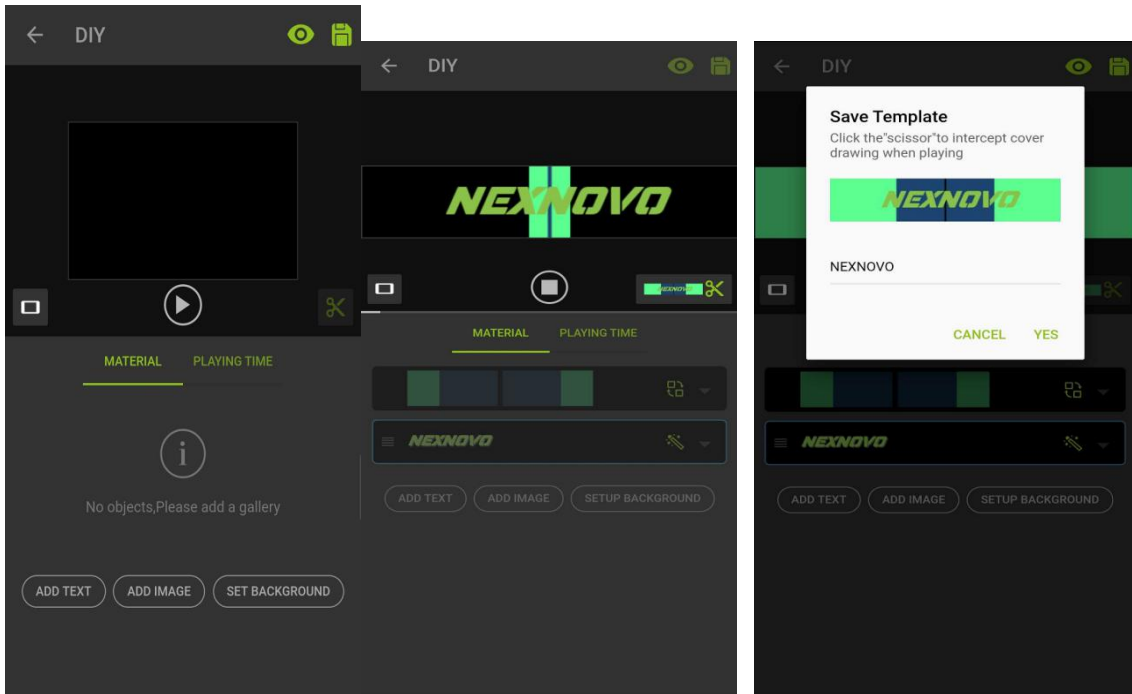 DIY
MATERIAL PLAYING TIME
i
No objects,Please add a gallery
ADD TEXT ADD IMAGE SET BACKGROUND
DIY
NEXNOVO
NEXNOVO
MATERIAL PLAYING TIME
NEXNOVO
ADD TEXT ADD IMAGE SETUP BACKGROUND
DIY
Save Template
Click the"scissor"to intercept cover
drawing when playing
NEXNOVO
NEXNOVO
CANCEL YES
NEXNOVO
ADD TEXT ADD IMAGE SETUP BACKGROUND